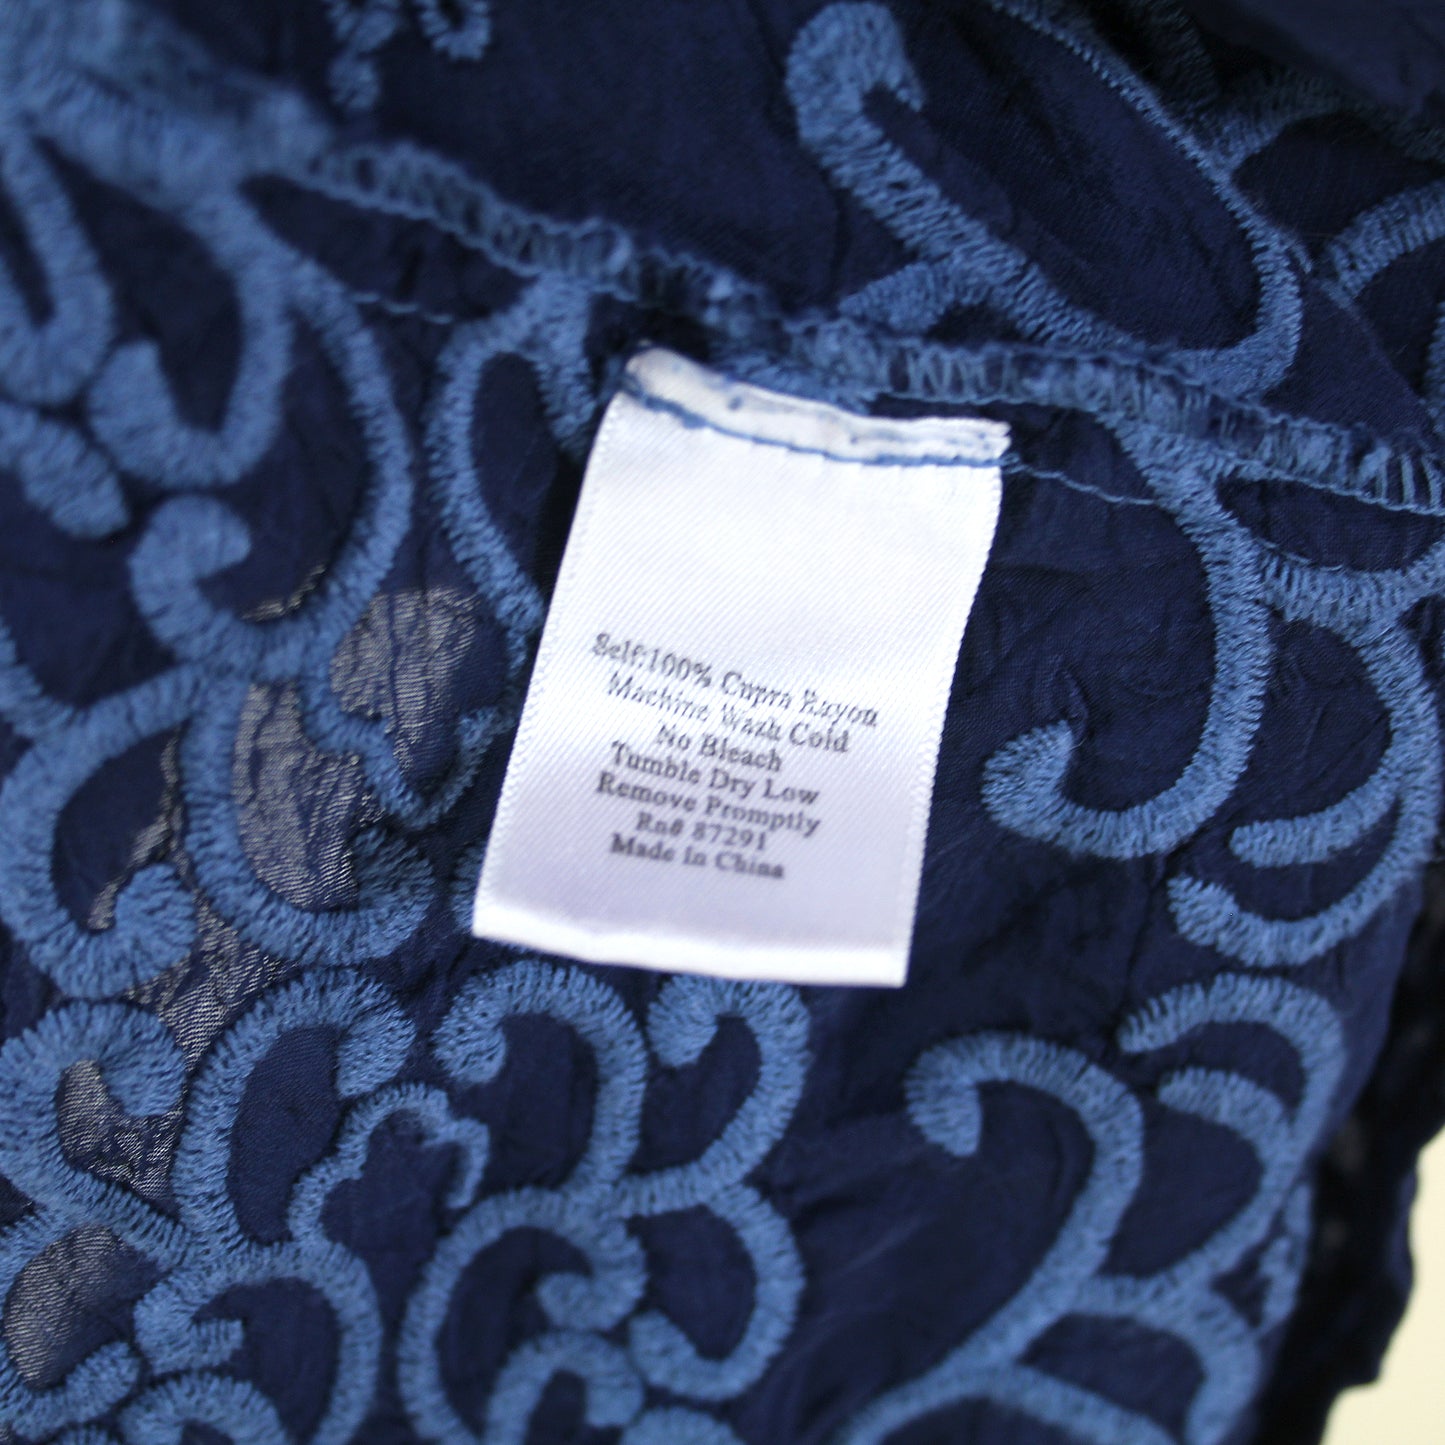 Self:100% Cupra Rayon
Machine Wash Cold
No Bleach
Tumble Dry Low
Remove Promptly
Rn# 87291
Made in China